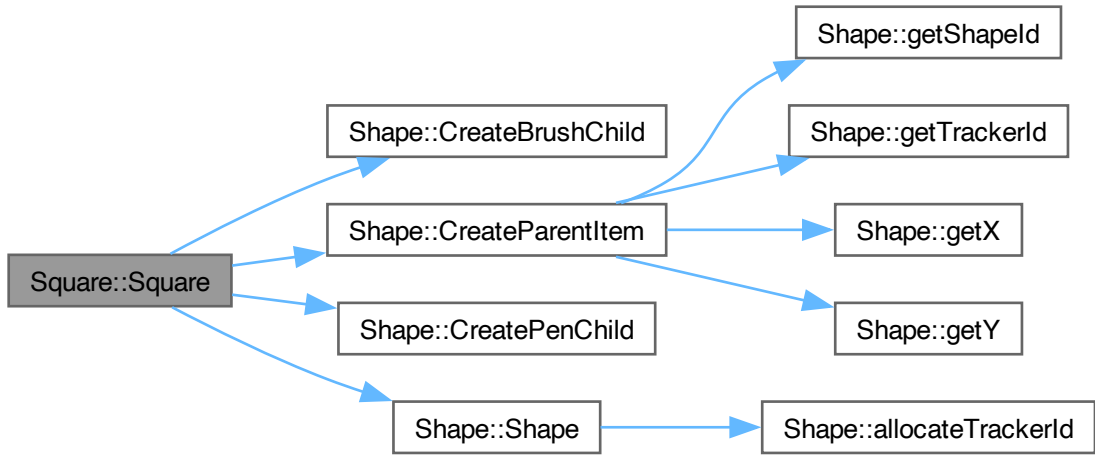 Square::Square
Shape::CreateBrushChild
Shape::CreateParentItem
Shape::getShapeId
Shape::getTrackerId
Shape::getX
Shape::getY
Shape::CreatePenChild
Shape::Shape
Shape::allocateTrackerId